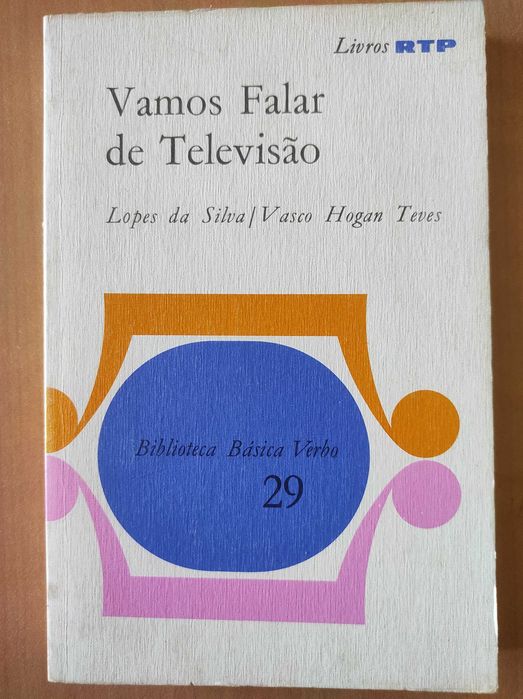 Livros RTP
Vamos Falar
de Televisão
Lopes da Silva/Vasco Hogan Teves
Biblioteca Básica Verbo
29